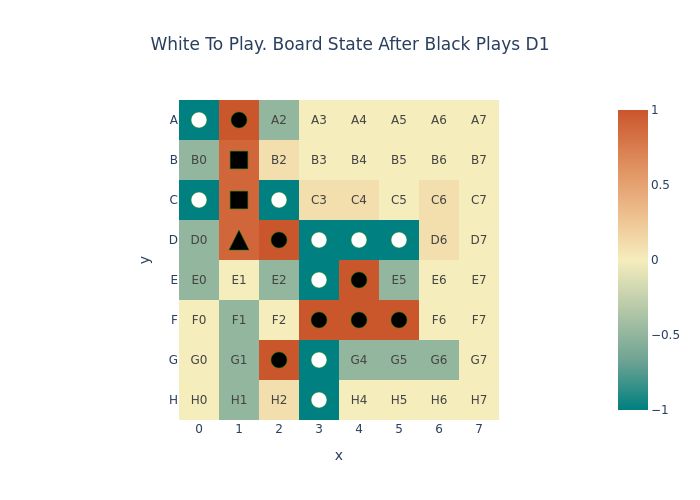 White To Play. Board State After Black Plays D1
A A2 A3 A4 A5 A6 A7
B B0 B2 B3 B4 B5 B6 B7
C C3 C4 C5 C6 C7
D D0 D6 D7
E E0 E1 E2 E5 E6 E7
F F0 F1 F2 F6 F7
G G0 G1 G4 G5 G6 G7
H H0 H1 H2 H4 H5 H6 H7
0 1 2 3 4 5 6 7
x
y
1
0.5
0
−0.5
−1